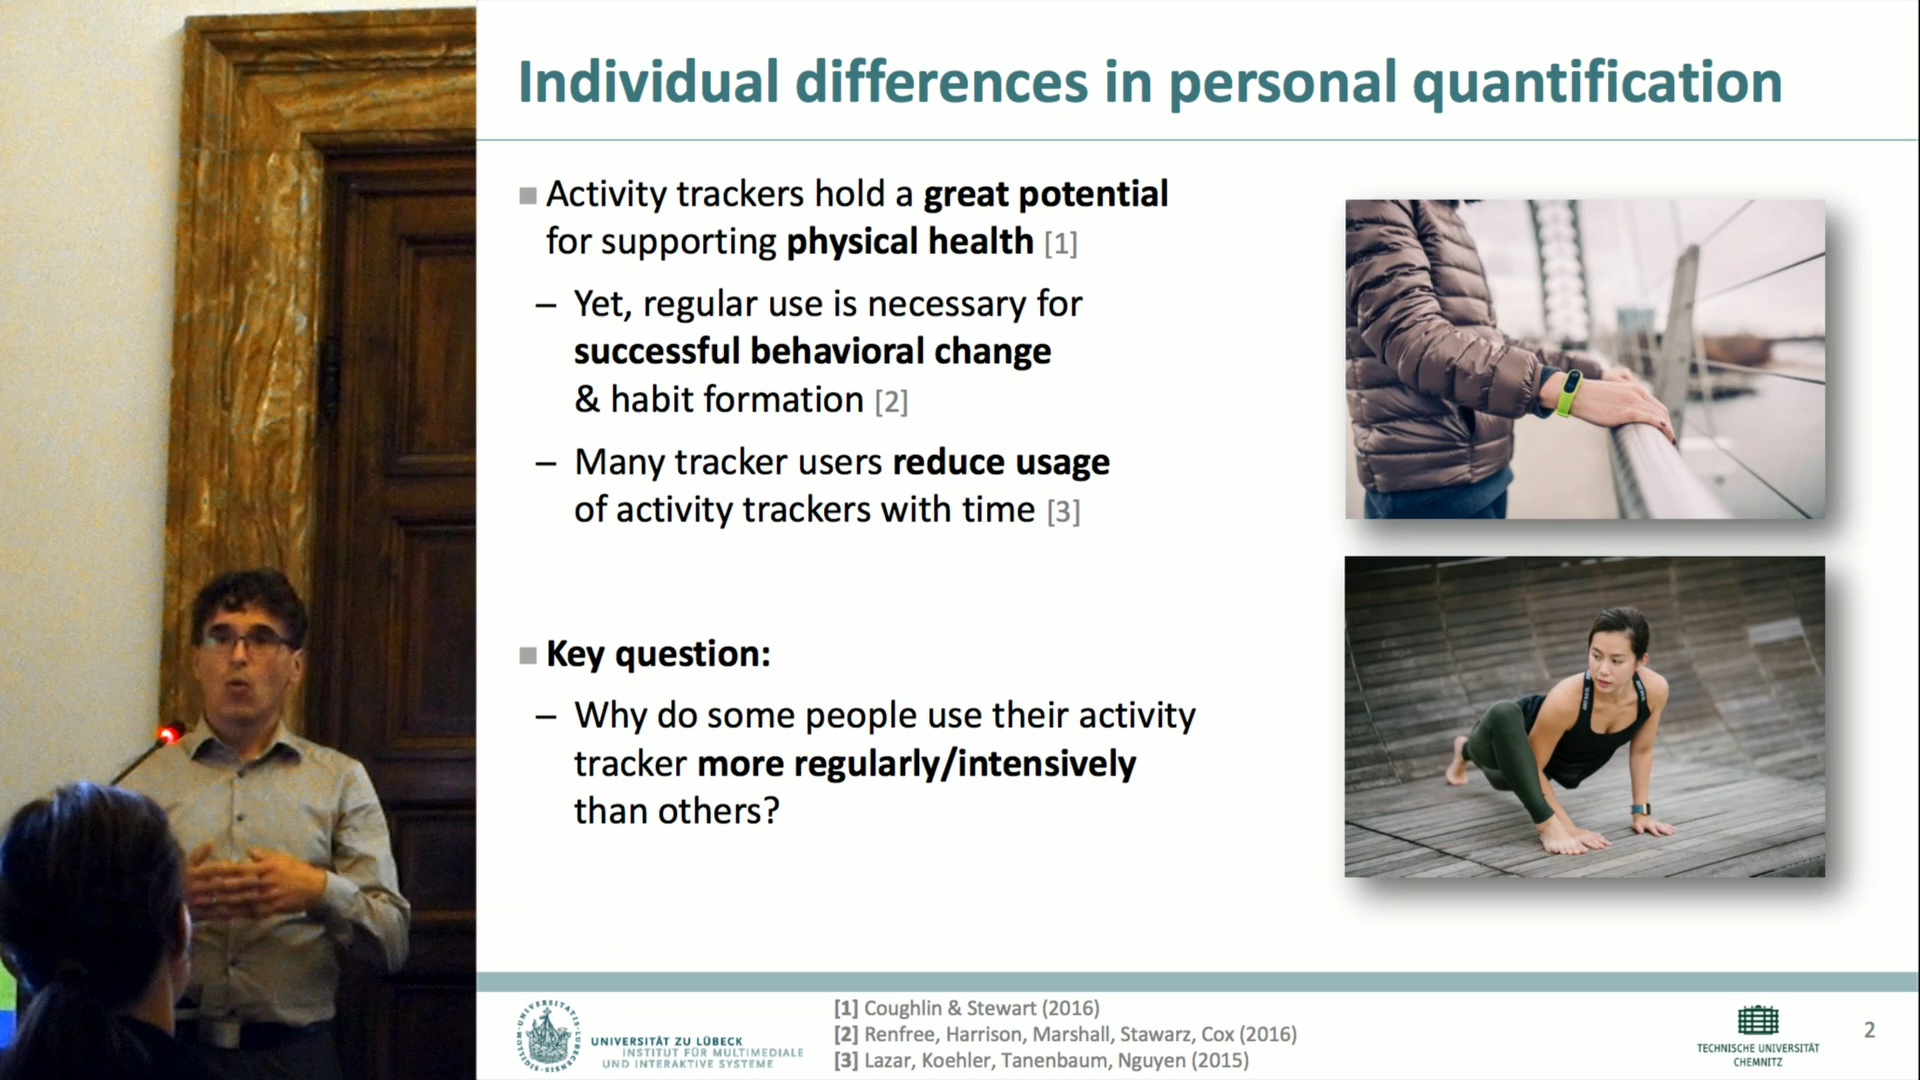 Individual differences in personal quantification
Activity trackers hold a great potential
for supporting physical health [1]
– Yet, regular use is necessary for
successful behavioral change
& habit formation [2]
– Many tracker users reduce usage
of activity trackers with time [3]
Key question:
– Why do some people use their activity
tracker more regularly/intensively
than others?
UNIVERSITÄT ZU LÜBECK
INSTITUT FÜR MULTIMEDIALE
UND INTERAKTIVE SYSTEME
[1] Coughlin & Stewart (2016)
[2] Renfree, Harrison, Marshall, Stawarz, Cox (2016)
[3] Lazar, Koehler, Tanenbaum, Nguyen (2015)
TECHNISCHE UNIVERSITÄT
CHEMNITZ
2